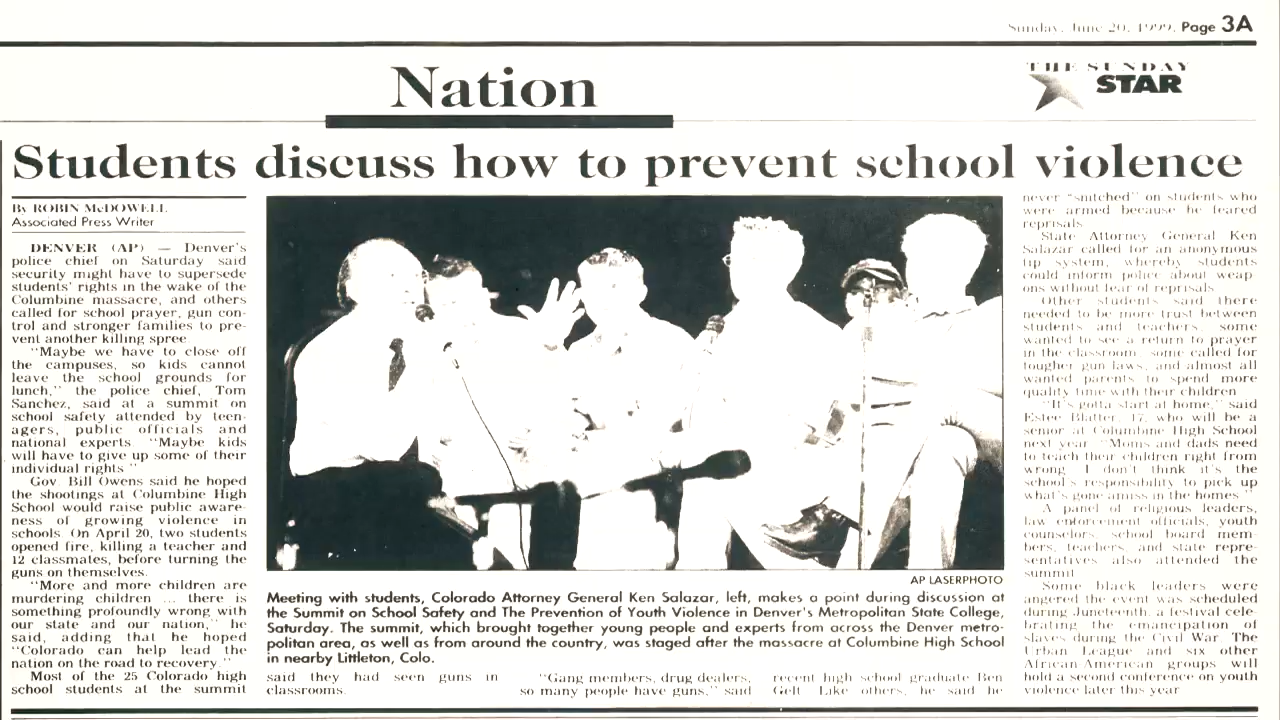 Sunday, June 20, 1999, Page 3A
Nation
THE SUNDAY
STAR
Students discuss how to prevent school violence
By ROBIN McDOWELL
Associated Press Writer
DENVER (AP) — Denver's
police chief on Saturday said
security might have to supersede
students' rights in the wake of the
Columbine massacre, and others
called for school prayer, gun con-
trol and stronger families to pre-
vent another killing spree.
"Maybe we have to close off
the campuses, so kids cannot
leave the school grounds for
lunch," the police chief, Tom
Sanchez, said at a summit on
school safety attended by teen-
agers, public officials and
national experts. "Maybe kids
will have to give up some of their
individual rights."
Gov. Bill Owens said he hoped
the shootings at Columbine High
School would raise public aware-
ness of growing violence in
schools. On April 20, two students
opened fire, killing a teacher and
12 classmates, before turning the
guns on themselves.
"More and more children are
murdering children ... there is
something profoundly wrong with
our state and our nation," he
said, adding that he hoped
"Colorado can help lead the
nation on the road to recovery."
Most of the 25 Colorado high
school students at the summit
AP LASERPHOTO
Meeting with students, Colorado Attorney General Ken Salazar, left, makes a point during discussion at
the Summit on School Safety and The Prevention of Youth Violence in Denver's Metropolitan State College,
Saturday. The summit, which brought together young people and experts from across the Denver metro-
politan area, as well as from around the country, was staged after the massacre at Columbine High School
in nearby Littleton, Colo.
said they had seen guns in
classrooms.
"Gang members, drug dealers,
so many people have guns," said
recent high school graduate Ben
Gelt. Like others, he said he
never "snitched" on students who
were armed because he feared
reprisals.
State Attorney General Ken
Salazar called for an anonymous
tip system, whereby students
could inform police about weap-
ons without fear of reprisals.
Other students said there
needed to be more trust between
students and teachers, some
wanted to see a return to prayer
in the classroom, some called for
tougher gun laws, and almost all
wanted parents to spend more
quality time with their children.
"It's gotta start at home," said
Estee Blatter, 17, who will be a
senior at Columbine High School
next year. "Moms and dads need
to teach their children right from
wrong. I don't think it's the
school's responsibility to pick up
what's gone amiss in the homes."
A panel of religious leaders,
law enforcement officials, youth
counselors, school board mem-
bers, teachers, and state repre-
sentatives also attended the
summit.
Some black leaders were
angered the event was scheduled
during Juneteenth, a festival cele-
brating the emancipation of
slaves during the Civil War. The
Urban League and six other
African-American groups will
hold a second conference on youth
violence later this year.